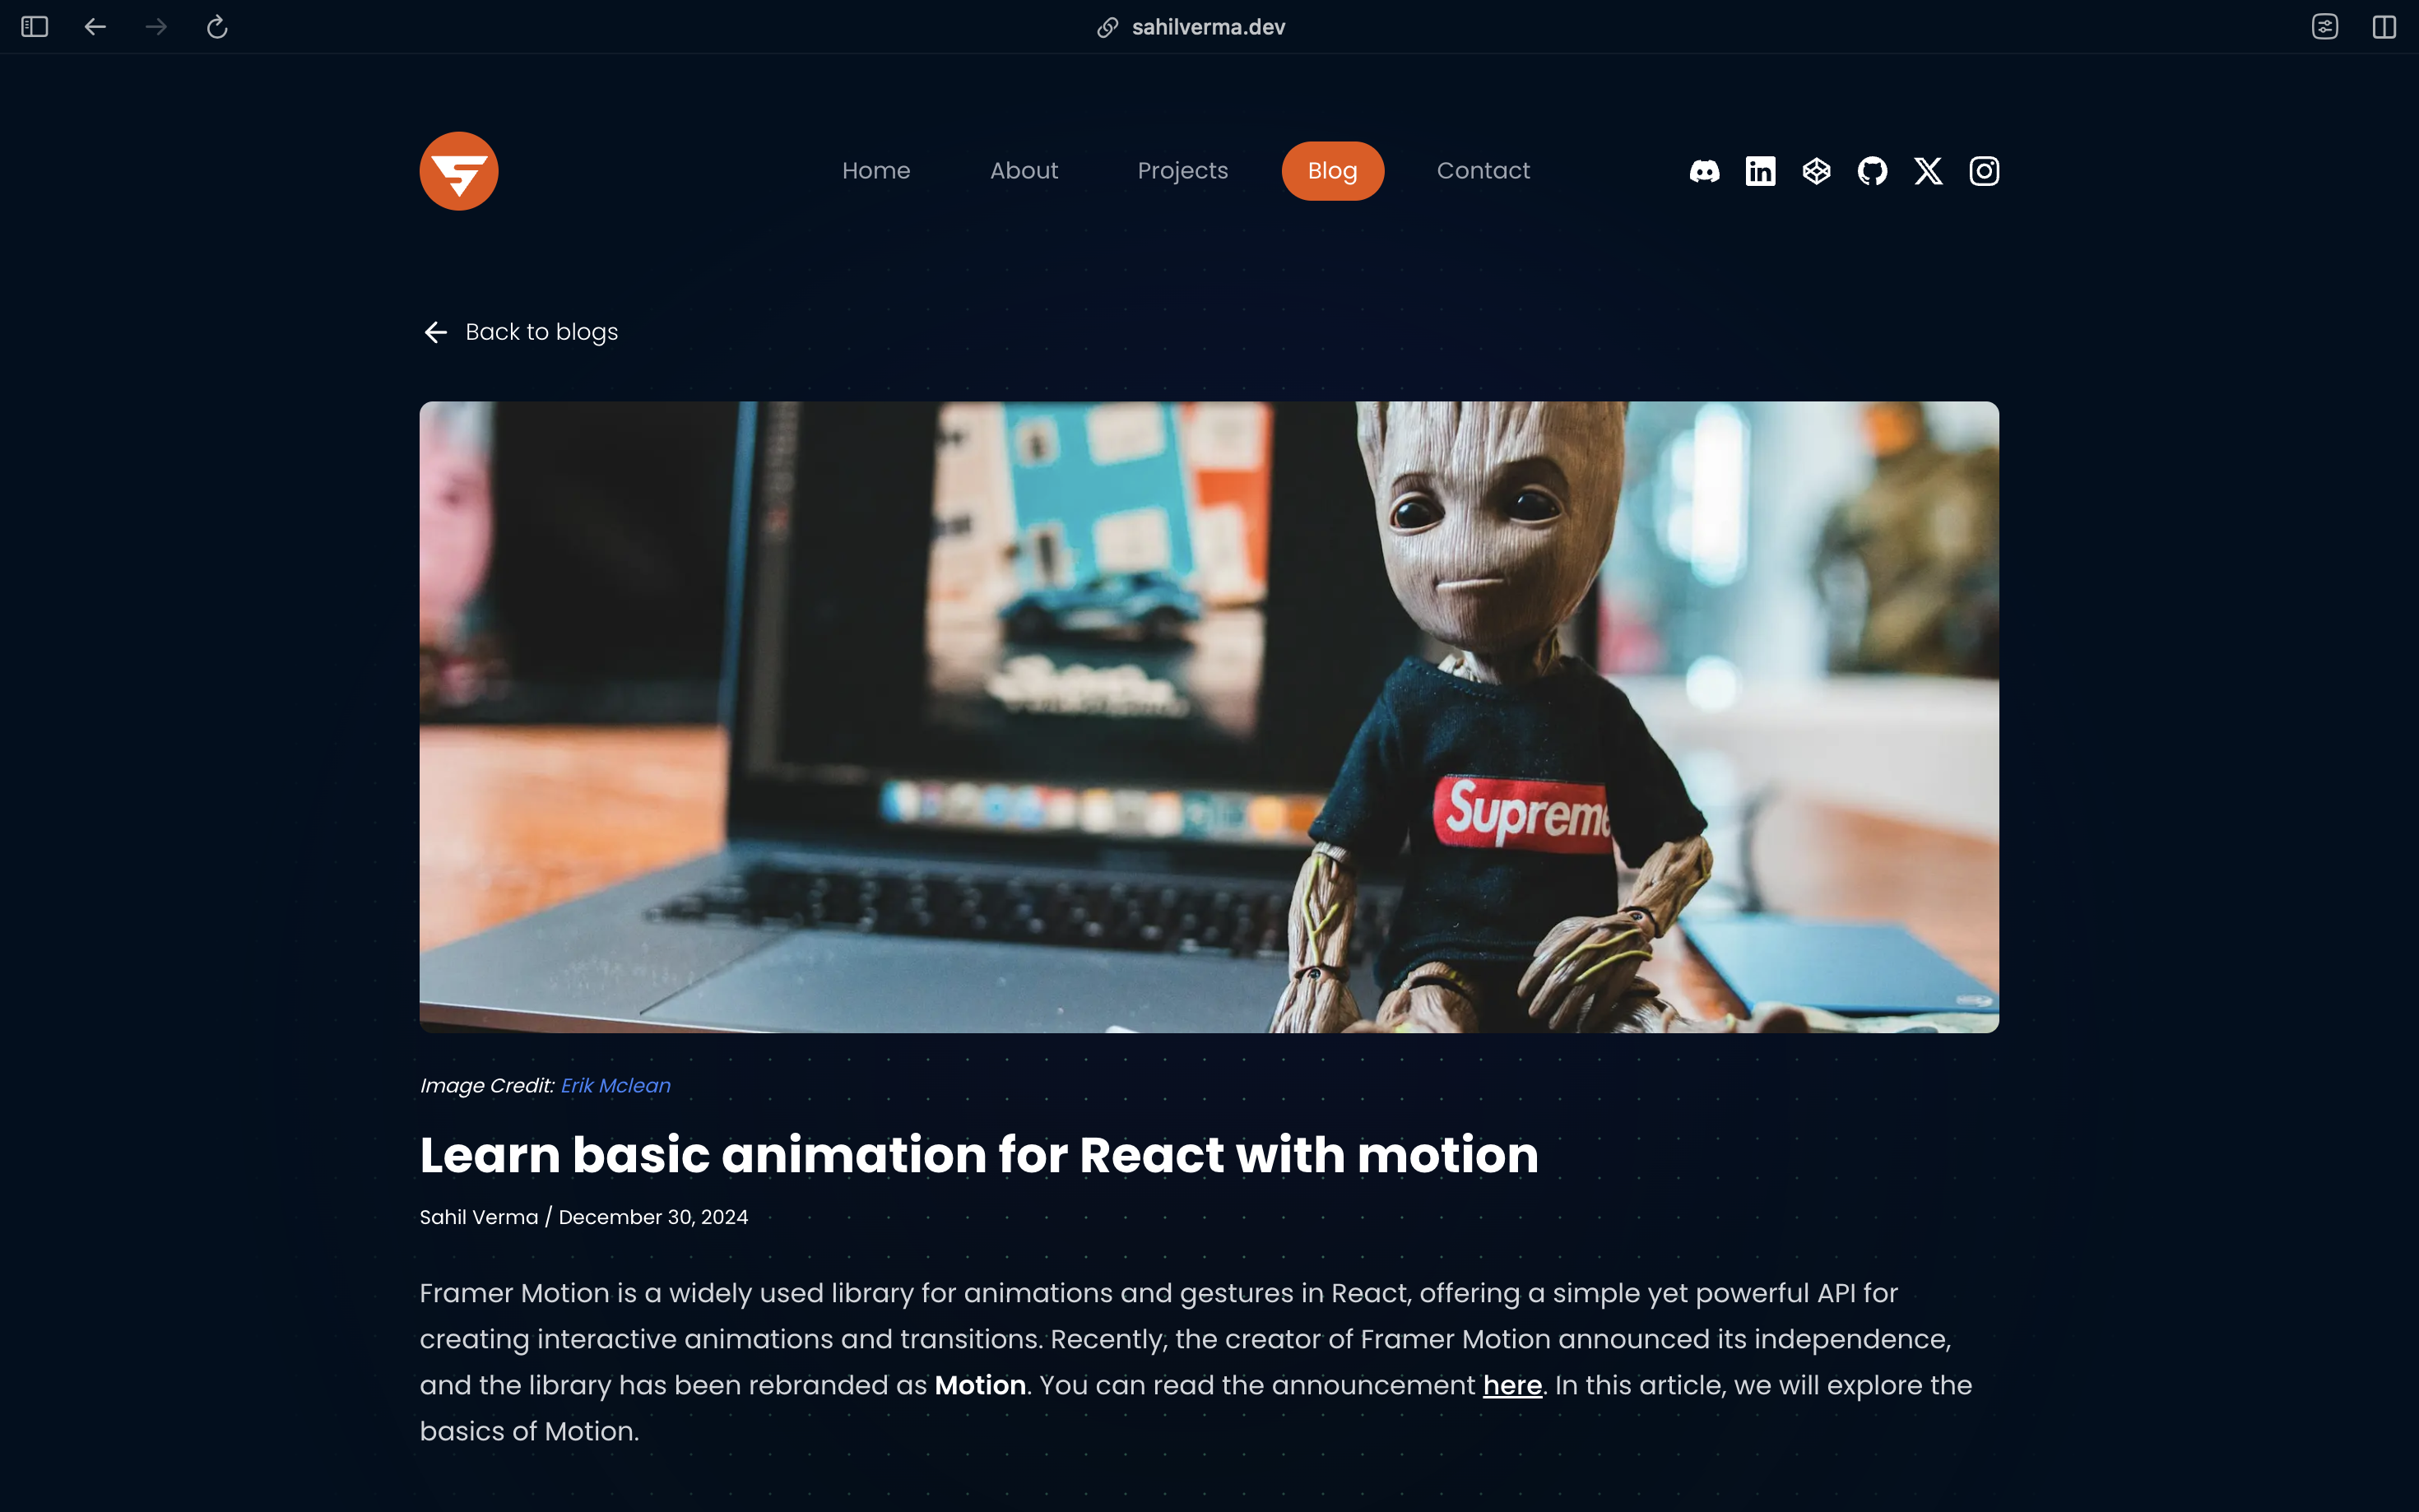 sahilverma.dev
Home About Projects Blog Contact
Back to blogs
Supreme
Image Credit: Erik Mclean
Learn basic animation for React with motion
Sahil Verma / December 30, 2024
Framer Motion is a widely used library for animations and gestures in React, offering a simple yet powerful API for
creating interactive animations and transitions. Recently, the creator of Framer Motion announced its independence,
and the library has been rebranded as Motion. You can read the announcement here. In this article, we will explore the
basics of Motion.